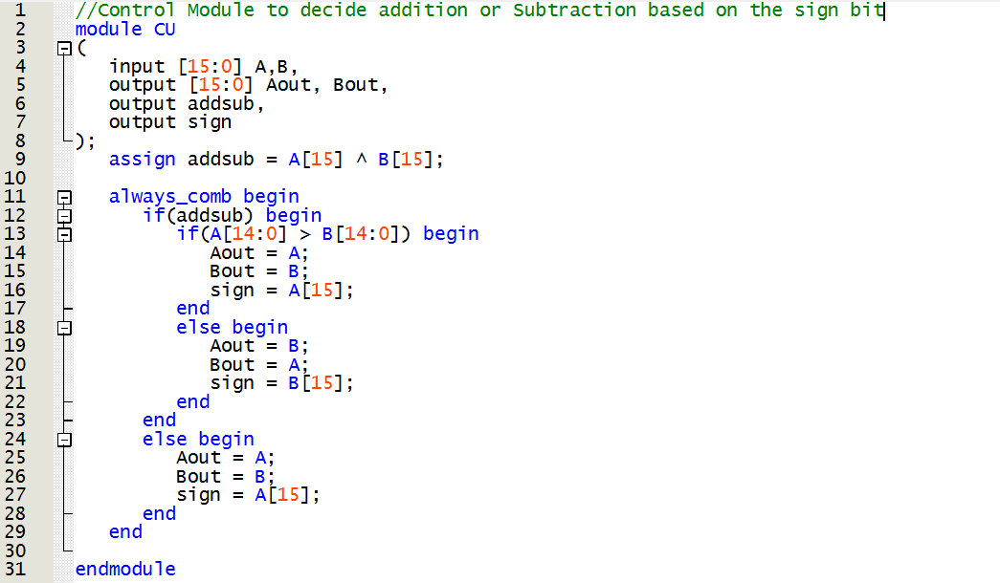 1 //Control Module to decide addition or Subtraction based on the sign bit
2 module CU
3 (
4 input [15:0] A,B,
5 output [15:0] Aout, Bout,
6 output addsub,
7 output sign
8 );
9 assign addsub = A[15] ^ B[15];
10
11 always_comb begin
12 if(addsub) begin
13 if(A[14:0] > B[14:0]) begin
14 Aout = A;
15 Bout = B;
16 sign = A[15];
17 end
18 else begin
19 Aout = B;
20 Bout = A;
21 sign = B[15];
22 end
23 end
24 else begin
25 Aout = A;
26 Bout = B;
27 sign = A[15];
28 end
29 end
30
31 endmodule